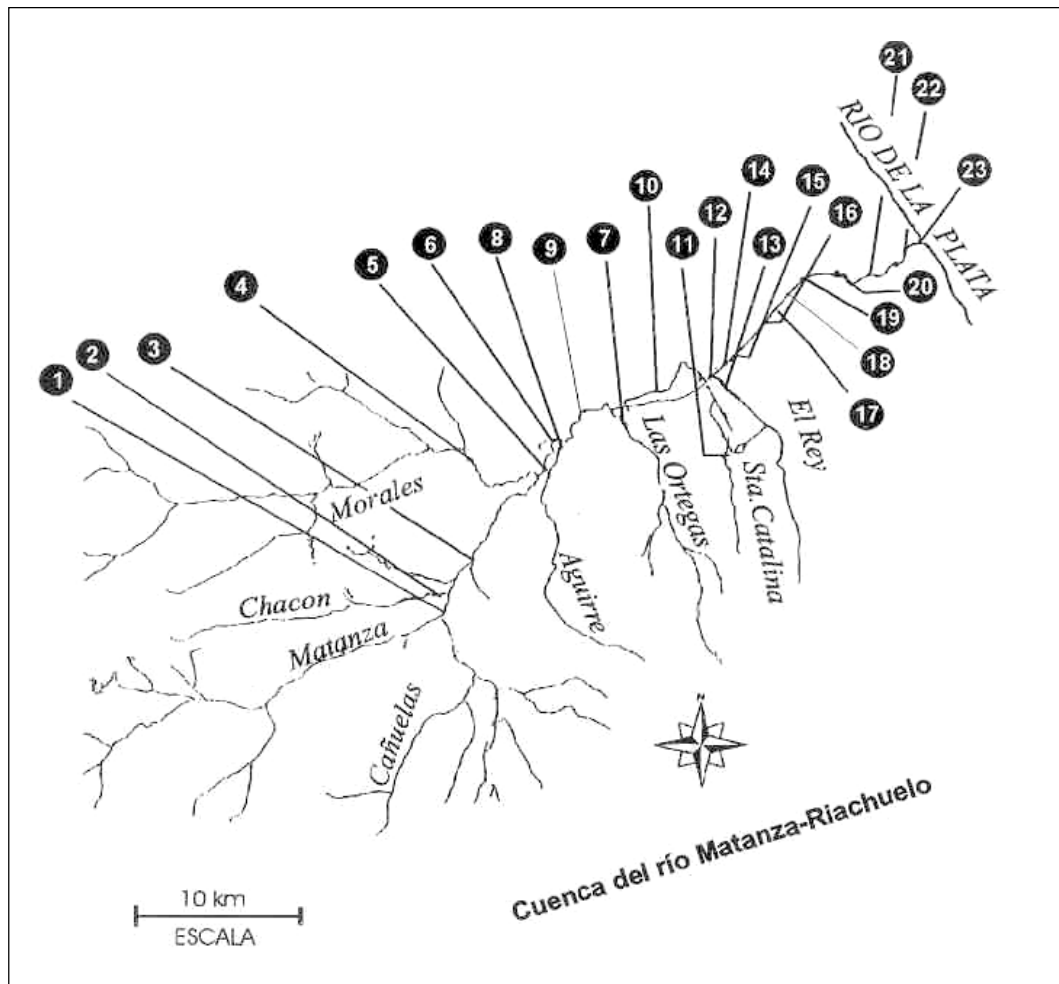 21
22
RIO DE LA PLATA
23
14
10
15
12
16
6
8
9
7
11
13
5
4
20
19
3
18
2
1
17
El Rey
Las Ortegas
Morales
Sta. Catalina
Aguirre
Chacon
Matanza
Cañuelas
N
Cuenca del río Matanza-Riachuelo
10 km
ESCALA